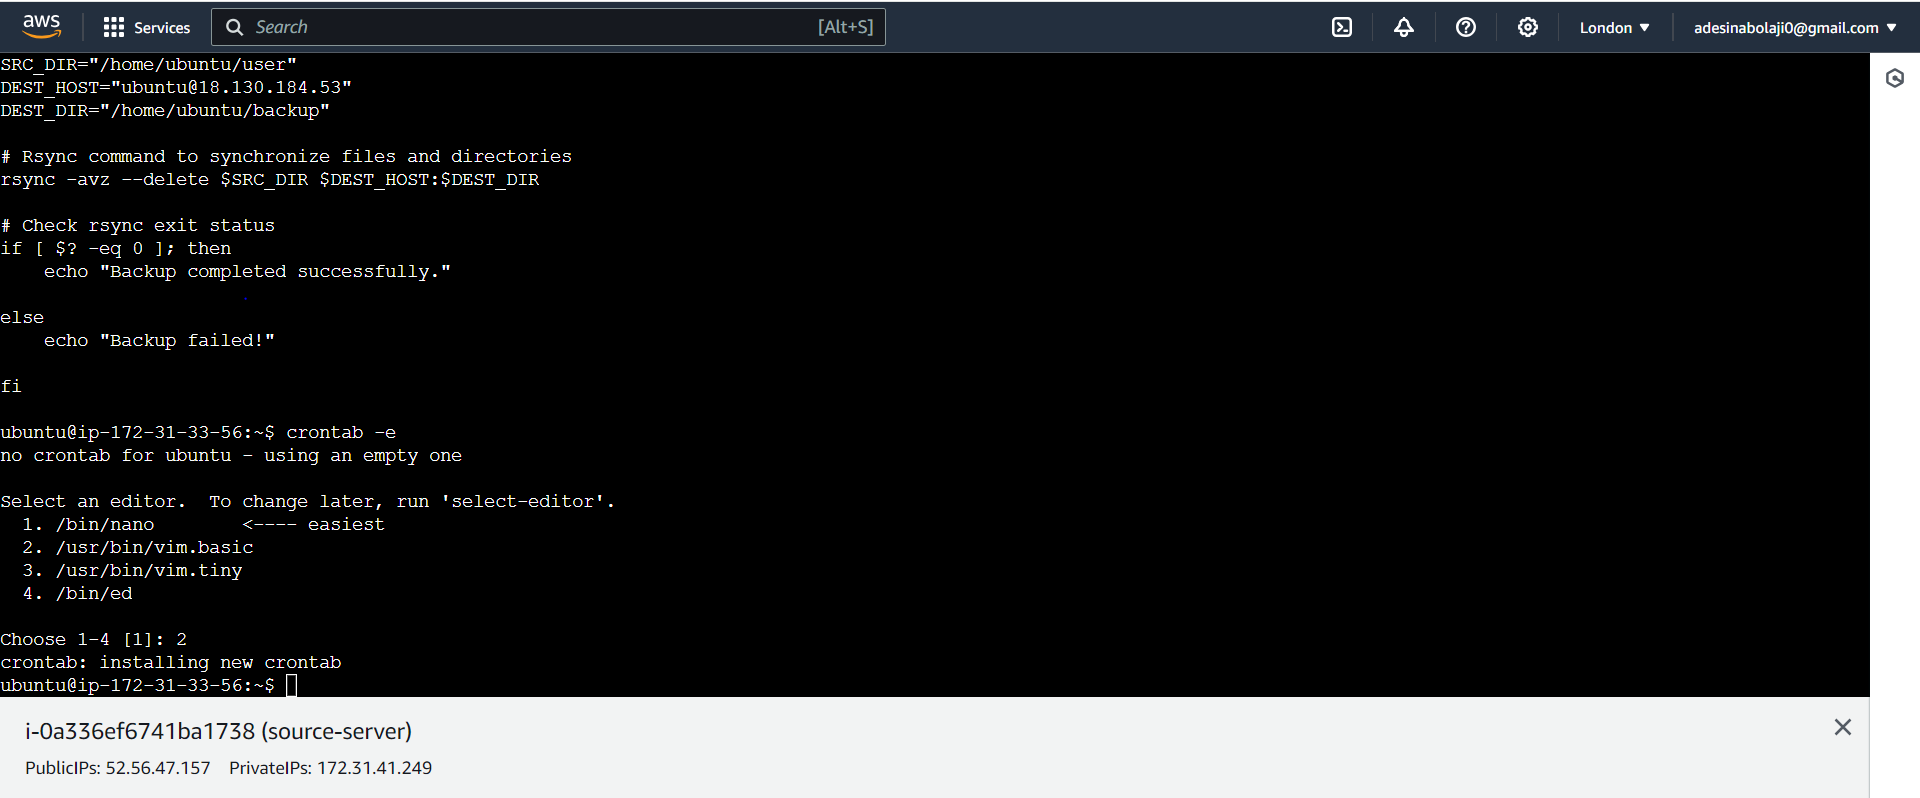 aws Services Search [Alt+S] London adesinabolaji0@gmail.com
SRC_DIR="/home/ubuntu/user"
DEST_HOST="ubuntu@18.130.184.53"
DEST_DIR="/home/ubuntu/backup"
# Rsync command to synchronize files and directories
rsync -avz --delete $SRC_DIR $DEST_HOST:$DEST_DIR
# Check rsync exit status
if [ $? -eq 0 ]; then
    echo "Backup completed successfully."
else
    echo "Backup failed!"
fi
ubuntu@ip-172-31-33-56:~$ crontab -e
no crontab for ubuntu - using an empty one
Select an editor.  To change later, run 'select-editor'.
  1. /bin/nano        <---- easiest
  2. /usr/bin/vim.basic
  3. /usr/bin/vim.tiny
  4. /bin/ed
Choose 1-4 [1]: 2
crontab: installing new crontab
ubuntu@ip-172-31-33-56:~$
i-0a336ef6741ba1738 (source-server)
PublicIPs: 52.56.47.157 PrivateIPs: 172.31.41.249